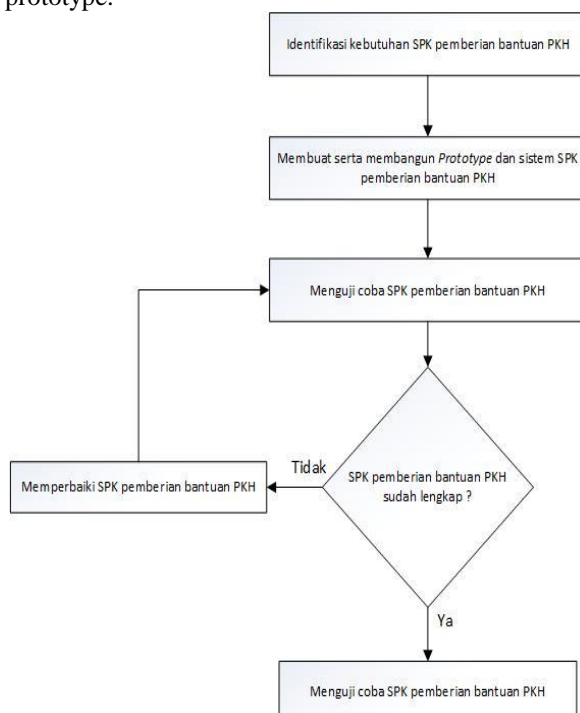 prototype.
Identifikasi kebutuhan SPK pemberian bantuan PKH
Membuat serta membangun Prototype dan sistem SPK
pemberian bantuan PKH
Menguji coba SPK pemberian bantuan PKH
Tidak
SPK pemberian bantuan PKH
sudah lengkap ?
Memperbaiki SPK pemberian bantuan PKH
Ya
Menguji coba SPK pemberian bantuan PKH